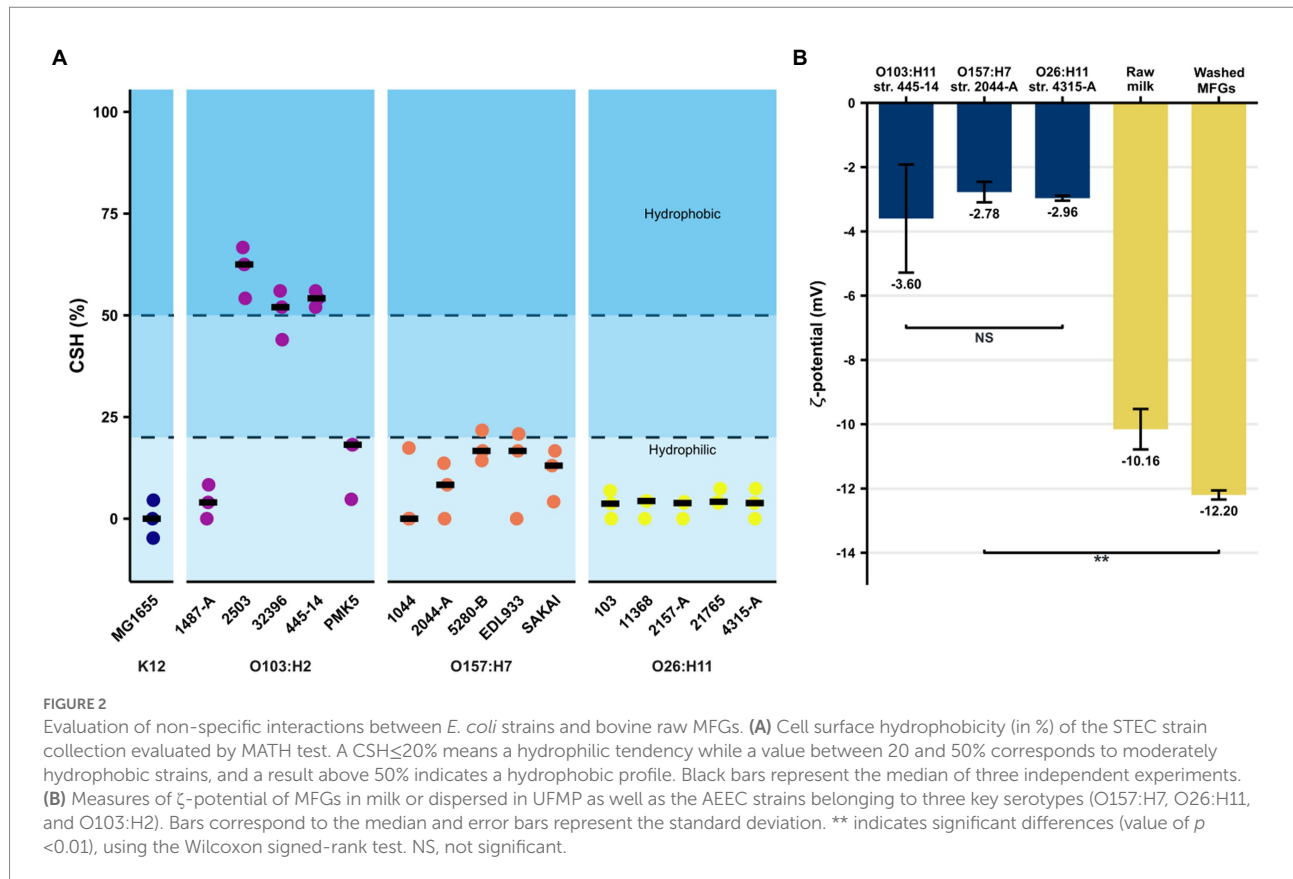 A
100
75
50
25
0
CSH (%)
Hydrophobic
Hydrophilic
MG1655
1487-A
2503
32396
445-14
PMK5
1044
2044-A
5280-B
EDL933
SAKAI
103
11368
2157-A
21765
4315-A
K12
O103:H2
O157:H7
O26:H11
B
O103:H11
str. 445-14
O157:H7
str. 2044-A
O26:H11
str. 4315-A
Raw
milk
Washed
MFGs
0
-2
-4
-6
-8
-10
-12
-14
ζ-potential (mV)
-3.60
-2.78
-2.96
-10.16
-12.20
NS
**
FIGURE 2
Evaluation of non-specific interactions between E. coli strains and bovine raw MFGs. (A) Cell surface hydrophobicity (in %) of the STEC strain
collection evaluated by MATH test. A CSH≤20% means a hydrophilic tendency while a value between 20 and 50% corresponds to moderately
hydrophobic strains, and a result above 50% indicates a hydrophobic profile. Black bars represent the median of three independent experiments.
(B) Measures of ζ-potential of MFGs in milk or dispersed in UFMP as well as the AEEC strains belonging to three key serotypes (O157:H7, O26:H11,
and O103:H2). Bars correspond to the median and error bars represent the standard deviation. ** indicates significant differences (value of p
<0.01), using the Wilcoxon signed-rank test. NS, not significant.